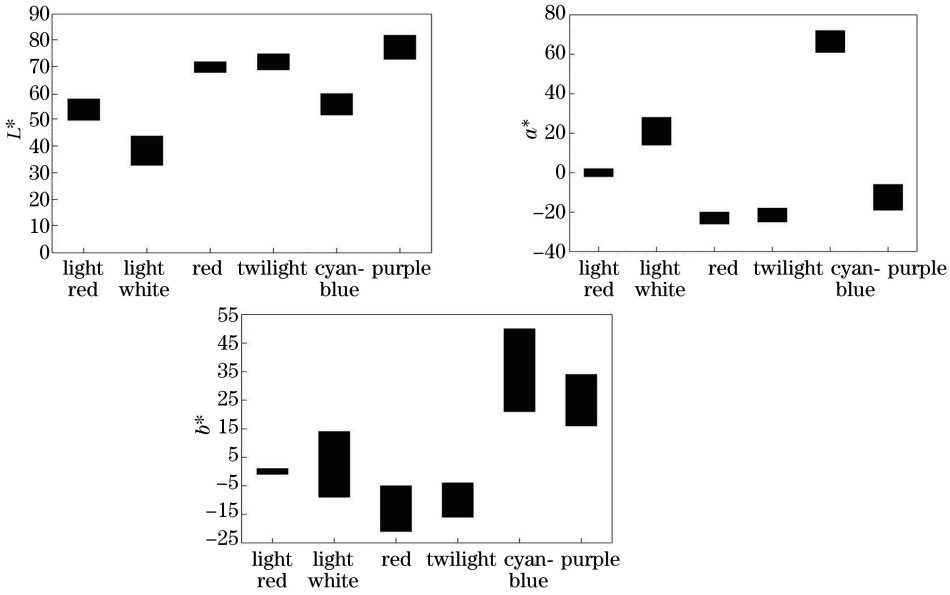 90
80
70
60
50
40
30
20
10
0
L*
light red
light white
red
twilight
cyan-blue
purple
80
60
40
20
0
−20
−40
a*
light red
light white
red
twilight
cyan-blue
purple
55
45
35
25
15
5
−5
−15
−25
b*
light red
light white
red
twilight
cyan-blue
purple